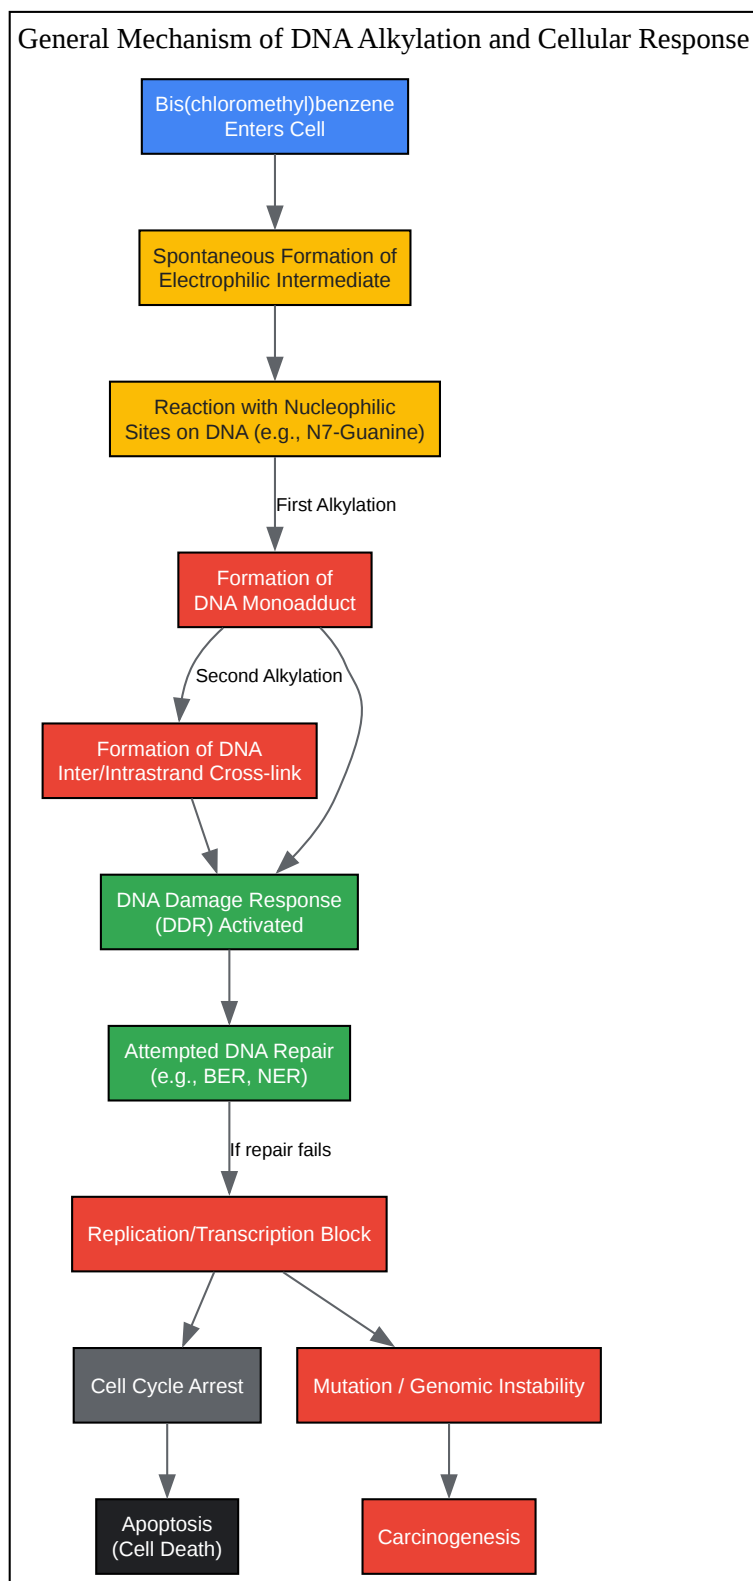 General Mechanism of DNA Alkylation and Cellular Response
Bis(chloromethyl)benzene
Enters Cell
Spontaneous Formation of
Electrophilic Intermediate
Reaction with Nucleophilic
Sites on DNA (e.g., N7-Guanine)
First Alkylation
Formation of
DNA Monoadduct
Second Alkylation
Formation of DNA
Inter/Intrastrand Cross-link
DNA Damage Response
(DDR) Activated
Attempted DNA Repair
(e.g., BER, NER)
If repair fails
Replication/Transcription Block
Cell Cycle Arrest
Mutation / Genomic Instability
Apoptosis
(Cell Death)
Carcinogenesis